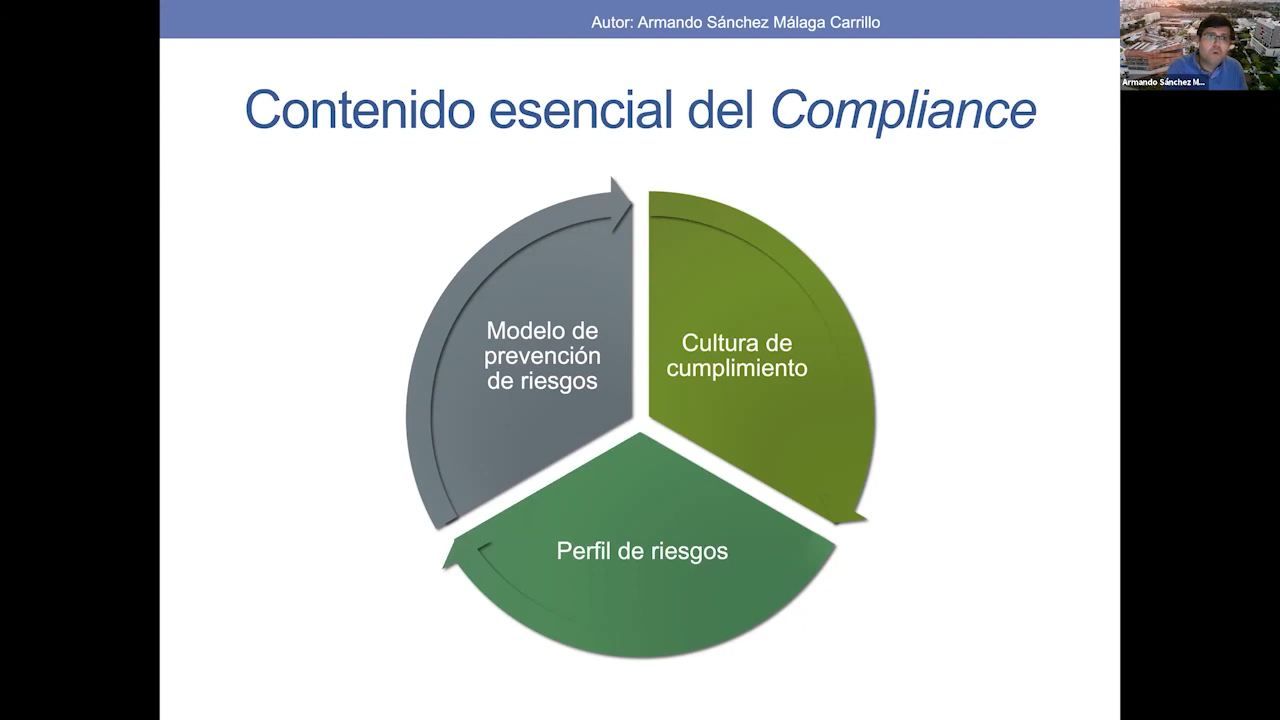 Autor: Armando Sánchez Málaga Carrillo
Armando Sánchez M...
Contenido esencial del Compliance
Modelo de
prevención
de riesgos
Cultura de
cumplimiento
Perfil de riesgos